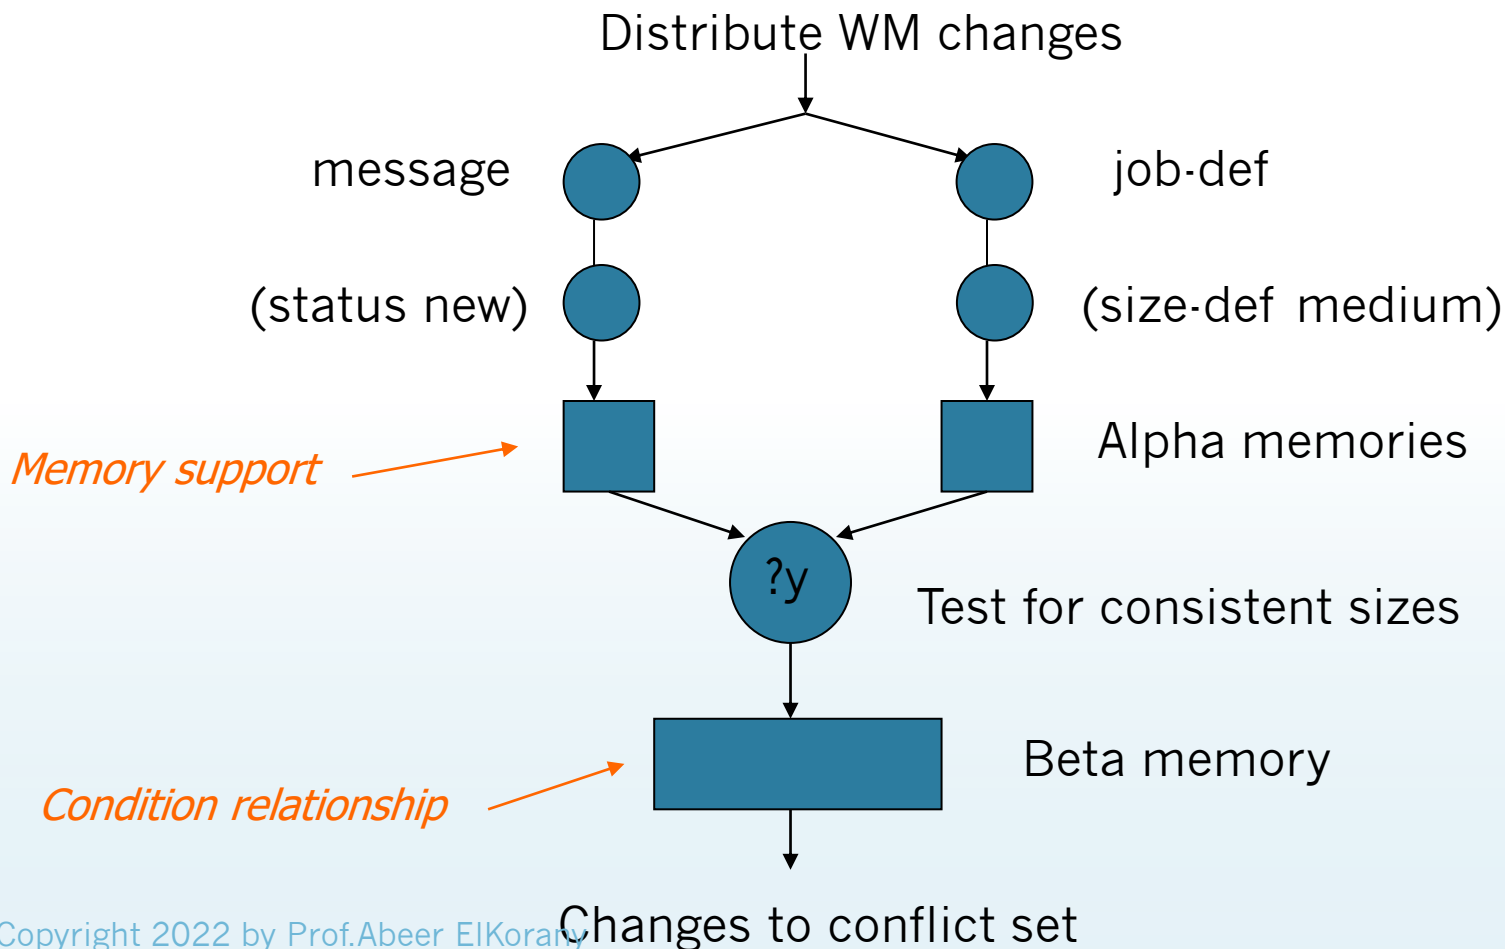 Distribute WM changes
message
job-def
(status new)
(size-def medium)
Alpha memories
Memory support
?y
Test for consistent sizes
Beta memory
Condition relationship
Changes to conflict set
Copyright 2022 by Prof.Abeer ElKorany